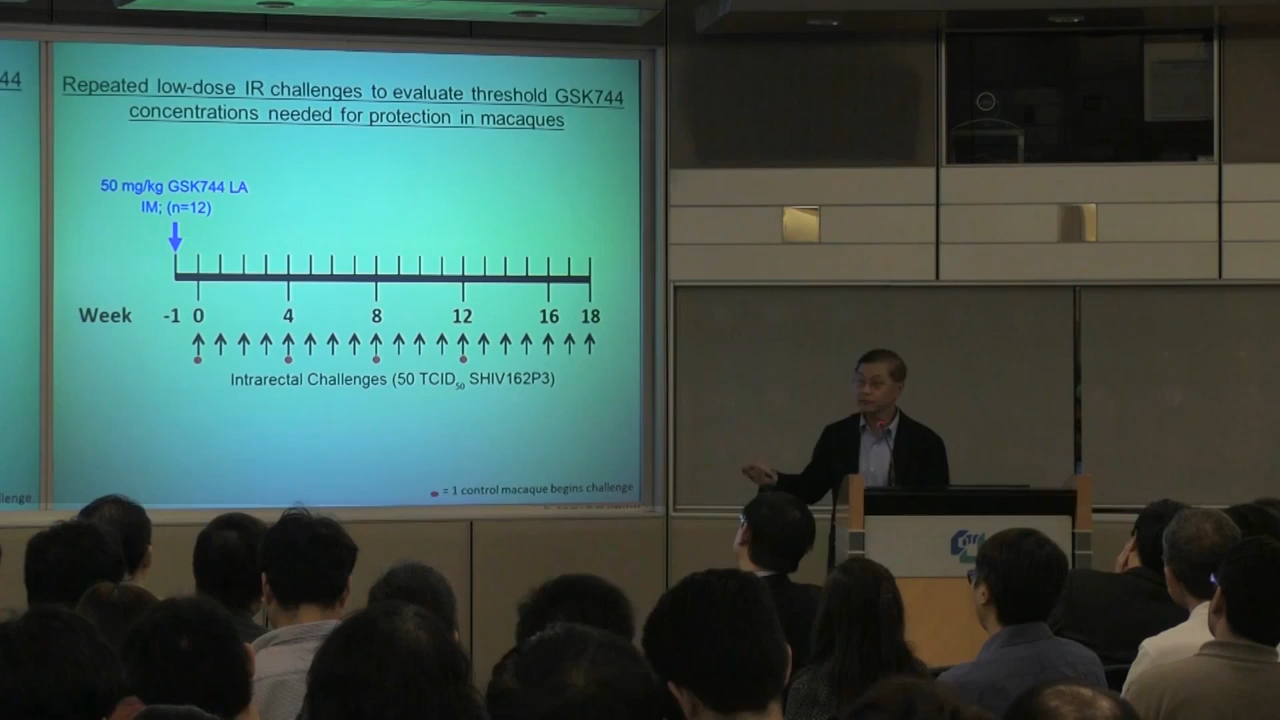 44
Repeated low-dose IR challenges to evaluate threshold GSK744
concentrations needed for protection in macaques
50 mg/kg GSK744 LA
IM; (n=12)
Week -1 0 4 8 12 16 18
Intrarectal Challenges (50 TCID50 SHIV162P3)
= 1 control macaque begins challenge
llenge